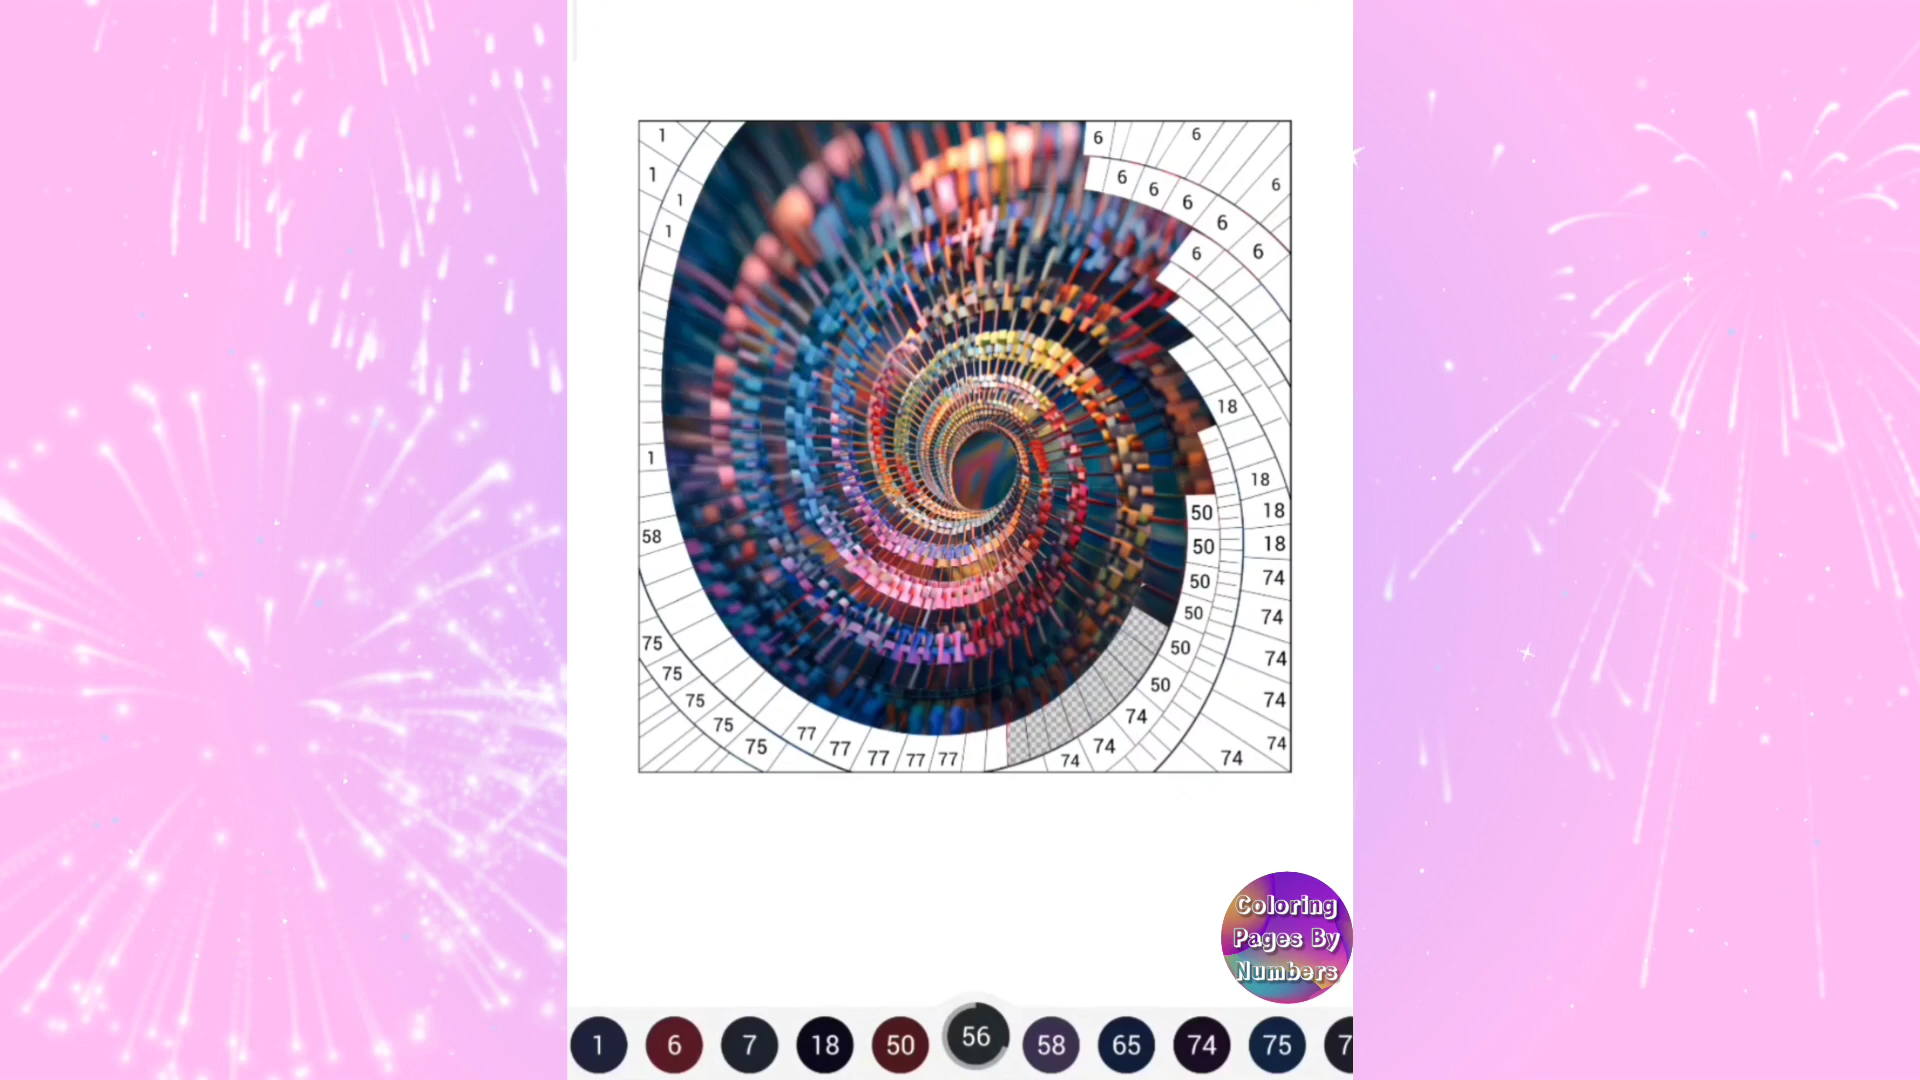 1 6 6
1 6 6 6 6 6
1 6 6 6
1
18
1 18
50 18
58 50 18
50 74
50 74
75 50 74
75 50 74
75 74
75 77 74 74
75 77 77 77 77 74 74
Coloring
Pages By
Numbers
1 6 7 18 50 56 58 65 74 75